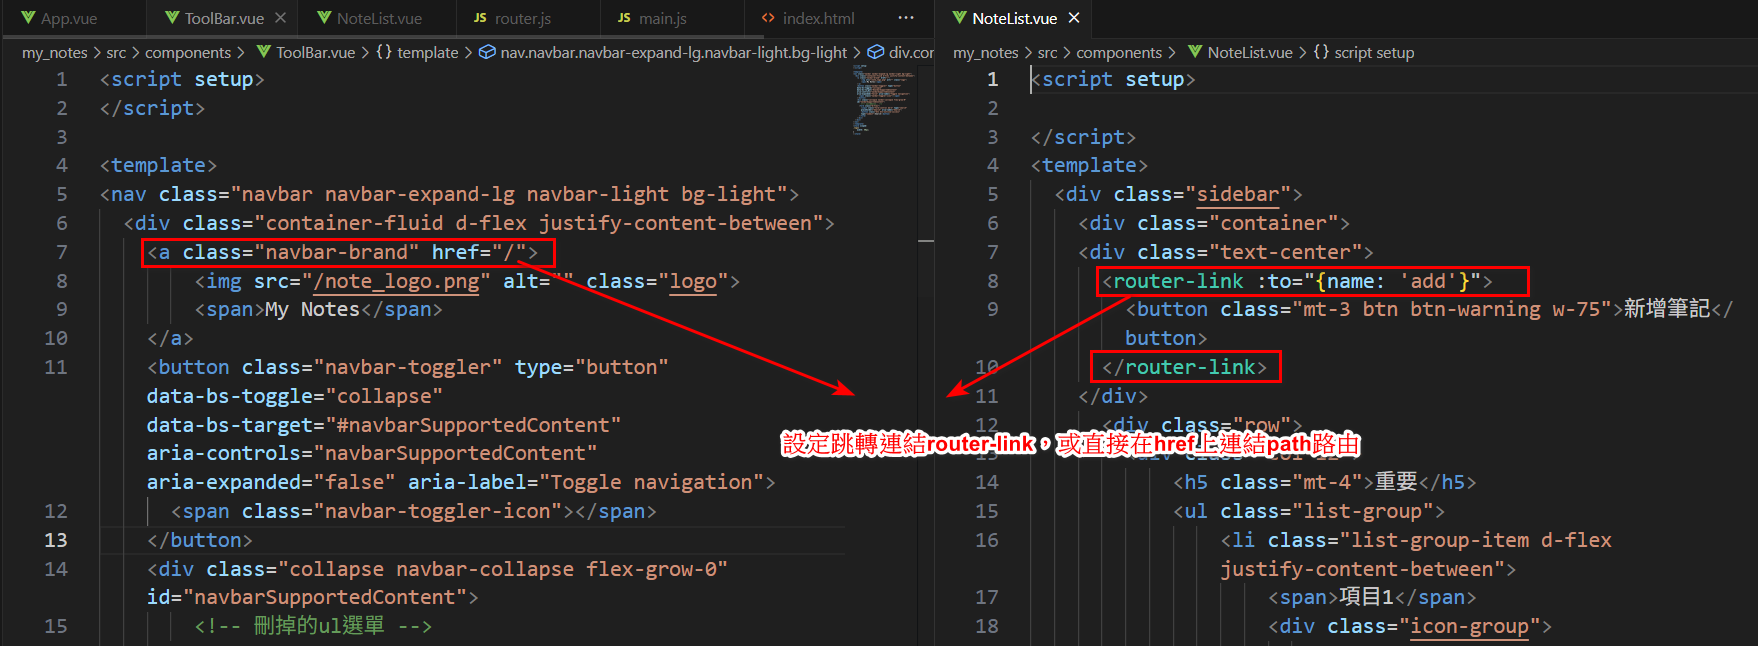 App.vue
ToolBar.vue
NoteList.vue
JS router.js
JS main.js
<> index.html
...
my_notes > src > components > ToolBar.vue > {} template > nav.navbar.navbar-expand-lg.navbar-light.bg-light > div.cor
1 <script setup>
2 </script>
3
4 <template>
5 <nav class="navbar navbar-expand-lg navbar-light bg-light">
6 <div class="container-fluid d-flex justify-content-between">
7 <a class="navbar-brand" href="/">
8 <img src="/note_logo.png" alt="" class="logo">
9 <span>My Notes</span>
10 </a>
11 <button class="navbar-toggler" type="button"
data-bs-toggle="collapse"
data-bs-target="#navbarSupportedContent"
aria-controls="navbarSupportedContent"
aria-expanded="false" aria-label="Toggle navigation">
12 <span class="navbar-toggler-icon"></span>
13 </button>
14 <div class="collapse navbar-collapse flex-grow-0"
id="navbarSupportedContent">
15 <!-- 刪掉的ul選單 -->
NoteList.vue
my_notes > src > components > NoteList.vue > {} script setup
1 <script setup>
2
3 </script>
4 <template>
5 <div class="sidebar">
6 <div class="container">
7 <div class="text-center">
8 <router-link :to="{name: 'add'}">
9 <button class="mt-3 btn btn-warning w-75">新增筆記</
button>
10 </router-link>
11 </div>
12 <div class="row">
設定跳轉連結router-link，或直接在href上連結path路由
14 <h5 class="mt-4">重要</h5>
15 <ul class="list-group">
16 <li class="list-group-item d-flex
justify-content-between">
17 <span>項目1</span>
18 <div class="icon-group">